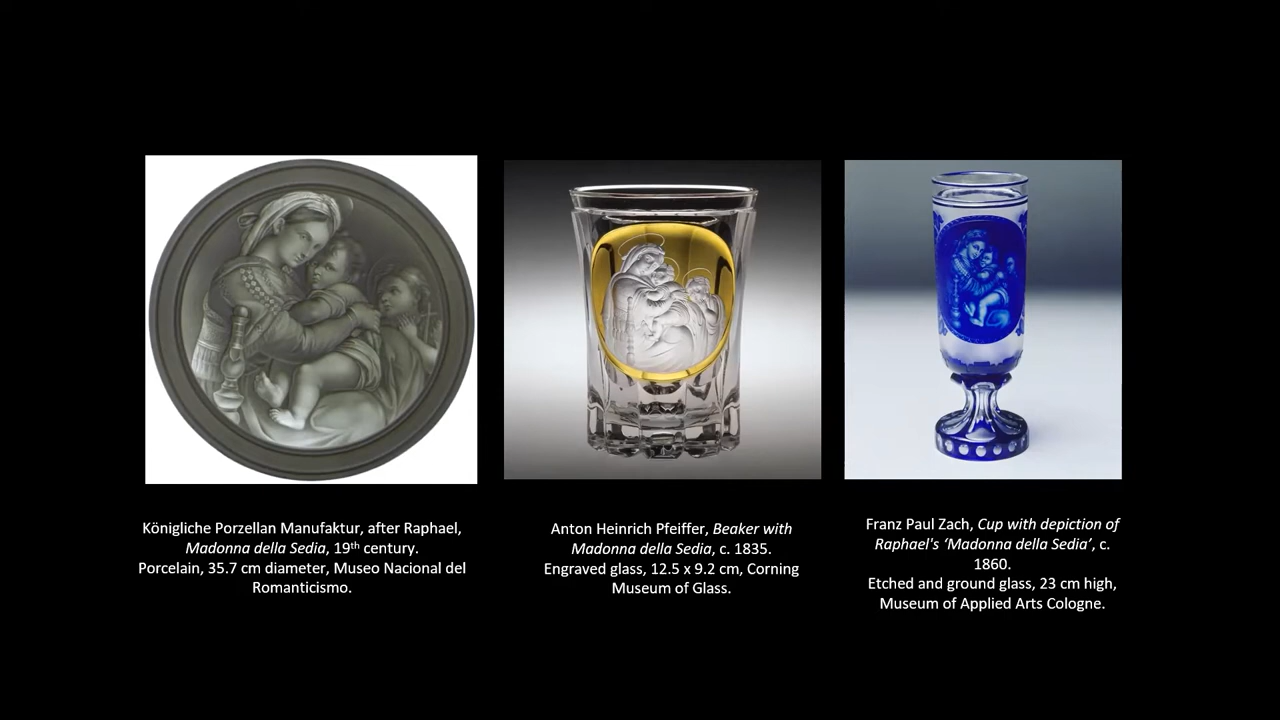 Königliche Porzellan Manufaktur, after Raphael,
Madonna della Sedia, 19th century.
Porcelain, 35.7 cm diameter, Museo Nacional del
Romanticismo.
Anton Heinrich Pfeiffer, Beaker with
Madonna della Sedia, c. 1835.
Engraved glass, 12.5 x 9.2 cm, Corning
Museum of Glass.
Franz Paul Zach, Cup with depiction of
Raphael's ‘Madonna della Sedia’, c.
1860.
Etched and ground glass, 23 cm high,
Museum of Applied Arts Cologne.